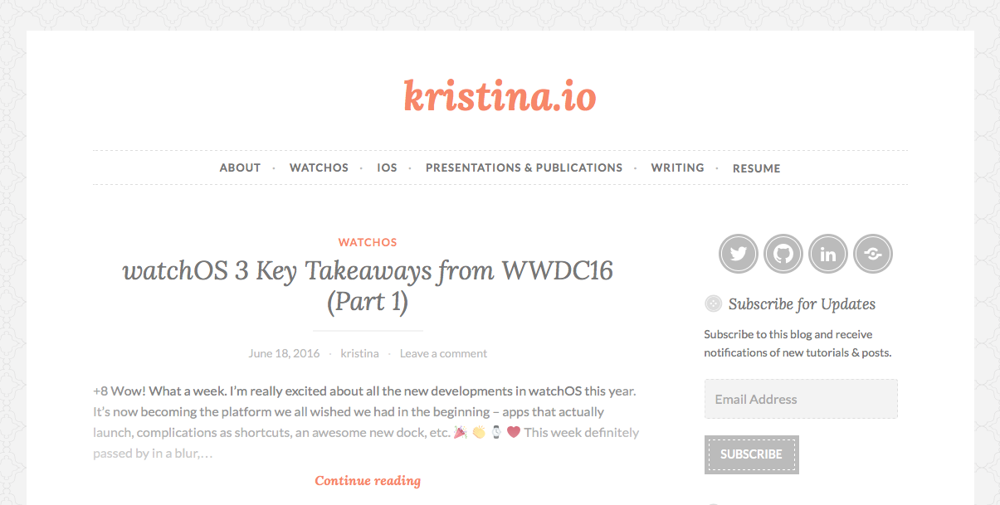 kristina.io
ABOUT · WATCHOS · IOS · PRESENTATIONS & PUBLICATIONS · WRITING · RESUME
WATCHOS
watchOS 3 Key Takeaways from WWDC16
(Part 1)
June 18, 2016 · kristina · Leave a comment
+8 Wow! What a week. I’m really excited about all the new developments in watchOS this year.
It’s now becoming the platform we all wished we had in the beginning – apps that actually
launch, complications as shortcuts, an awesome new dock, etc. 🎉 👏 ⌚ ❤️ This week definitely
passed by in a blur,…
Continue reading
in
Subscribe for Updates
Subscribe to this blog and receive
notifications of new tutorials & posts.
Email Address
SUBSCRIBE